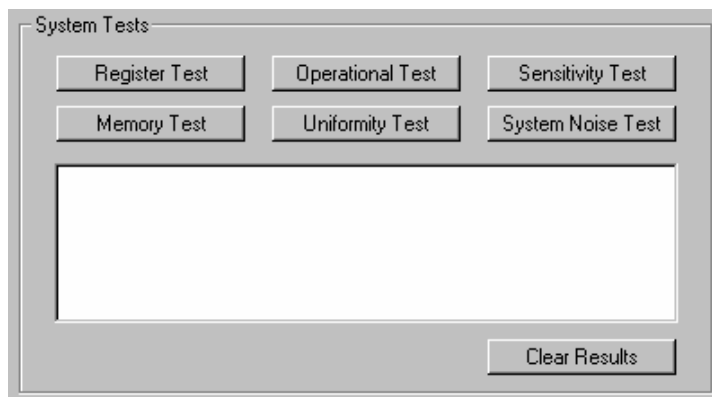 System Tests
Register Test
Operational Test
Sensitivity Test
Memory Test
Uniformity Test
System Noise Test
Clear Results